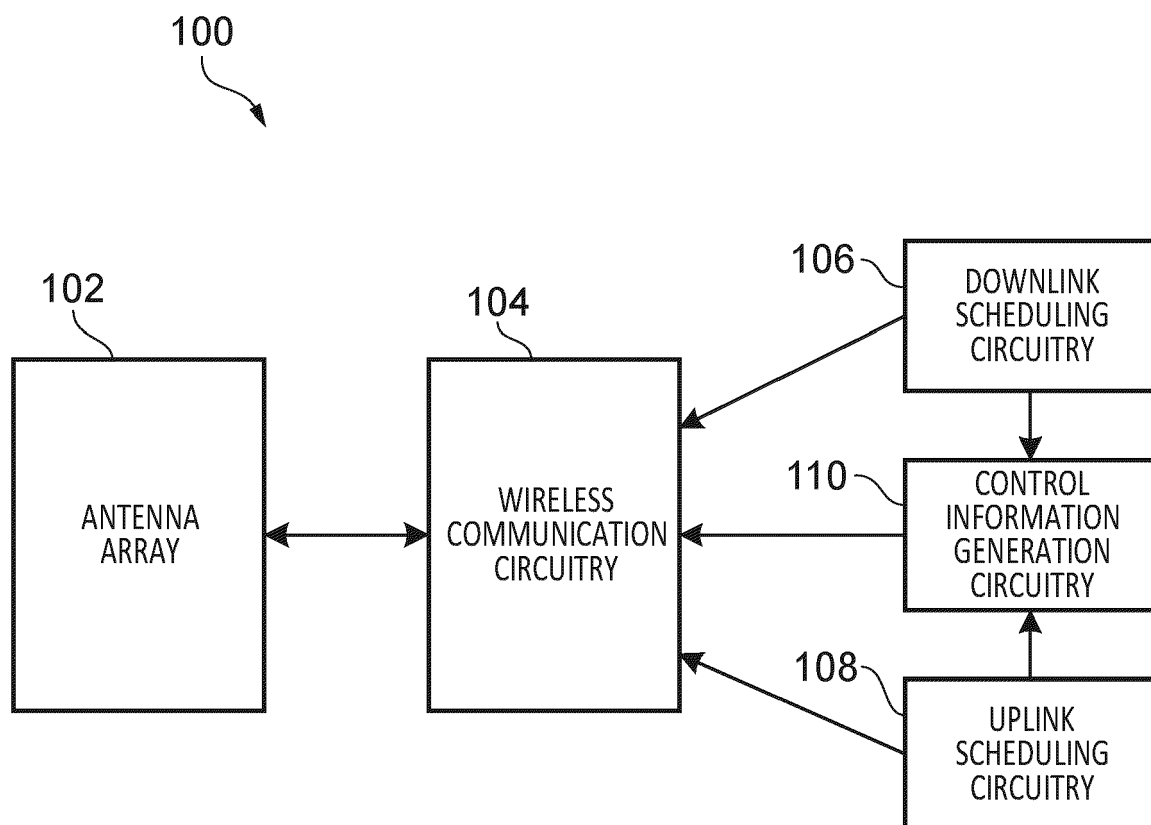 100
102
ANTENNA
ARRAY
104
WIRELESS
COMMUNICATION
CIRCUITRY
106
DOWNLINK
SCHEDULING
CIRCUITRY
110
CONTROL
INFORMATION
GENERATION
CIRCUITRY
108
UPLINK
SCHEDULING
CIRCUITRY